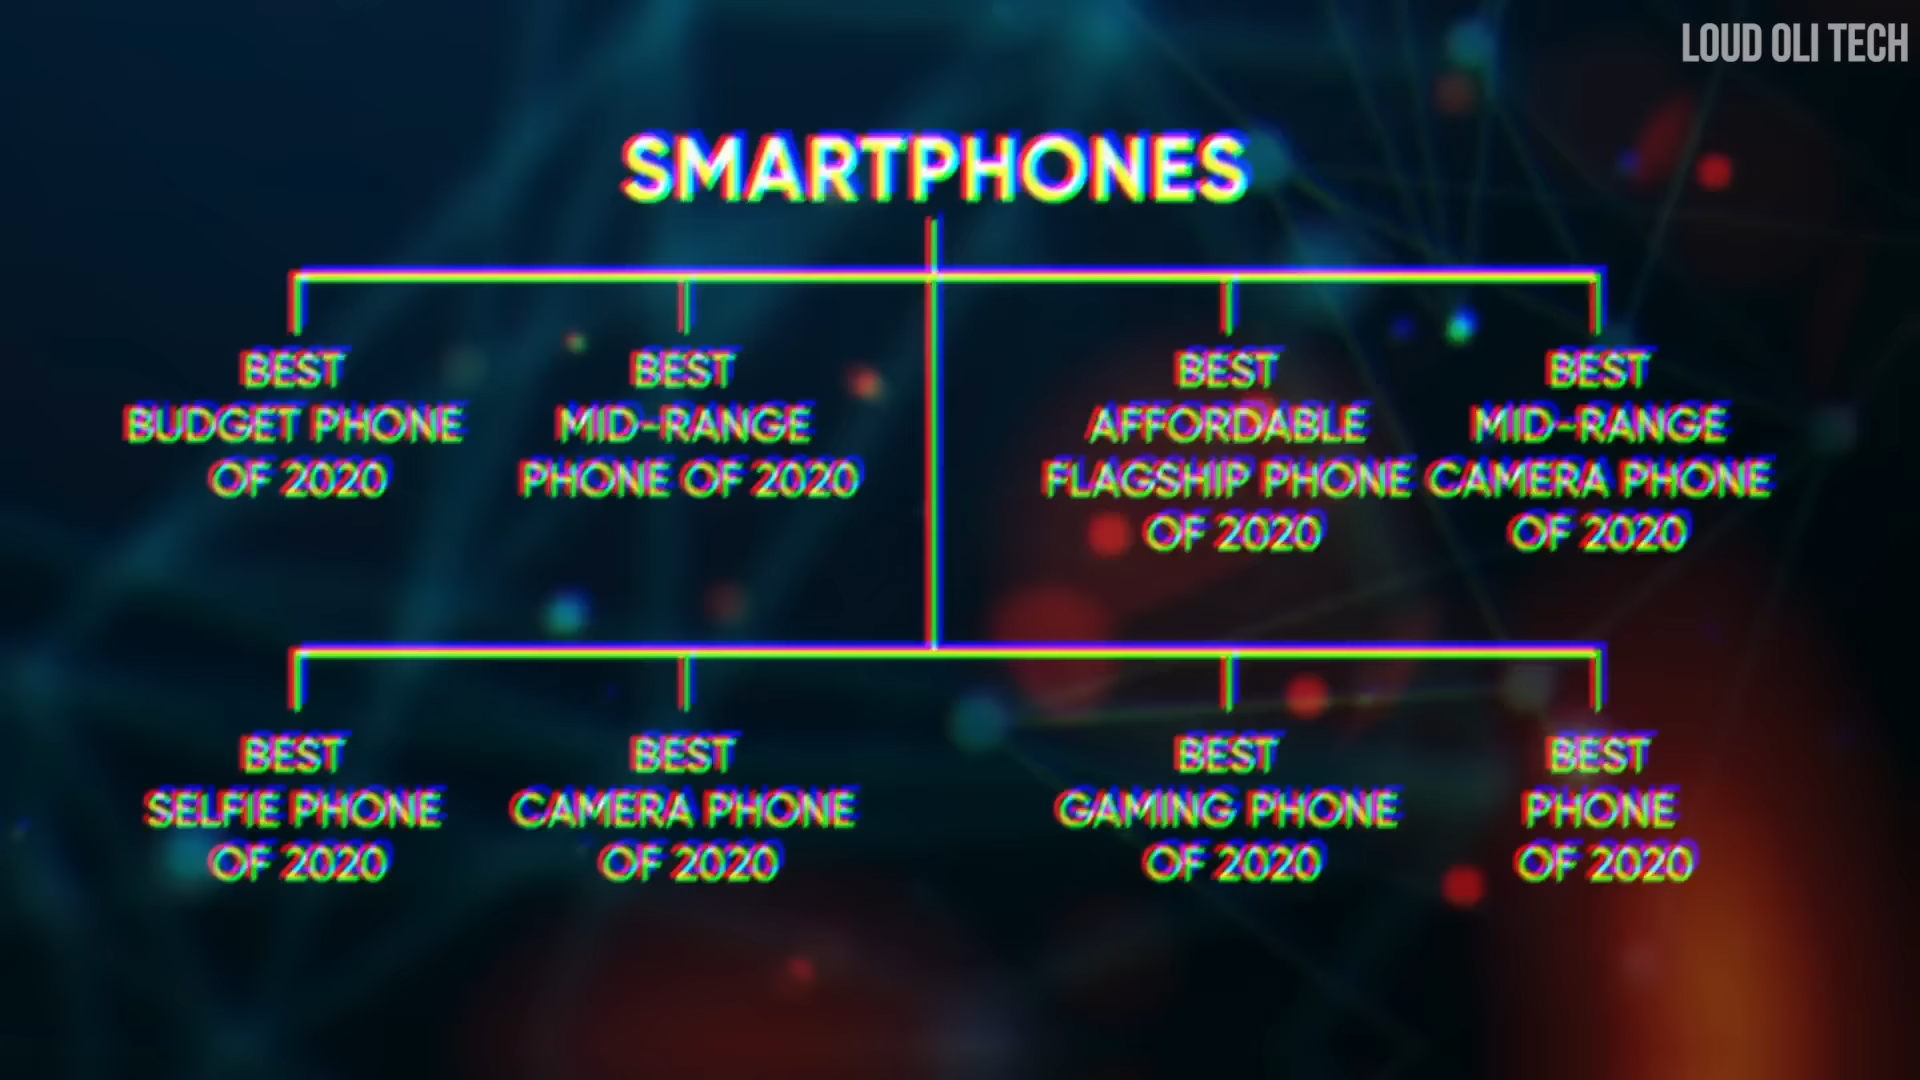 LOUD OLI TECH
SMARTPHONES
BEST
BUDGET PHONE
OF 2020
BEST
MID-RANGE
PHONE OF 2020
BEST
AFFORDABLE
FLAGSHIP PHONE
OF 2020
BEST
MID-RANGE
CAMERA PHONE
OF 2020
BEST
SELFIE PHONE
OF 2020
BEST
CAMERA PHONE
OF 2020
BEST
GAMING PHONE
OF 2020
BEST
PHONE
OF 2020